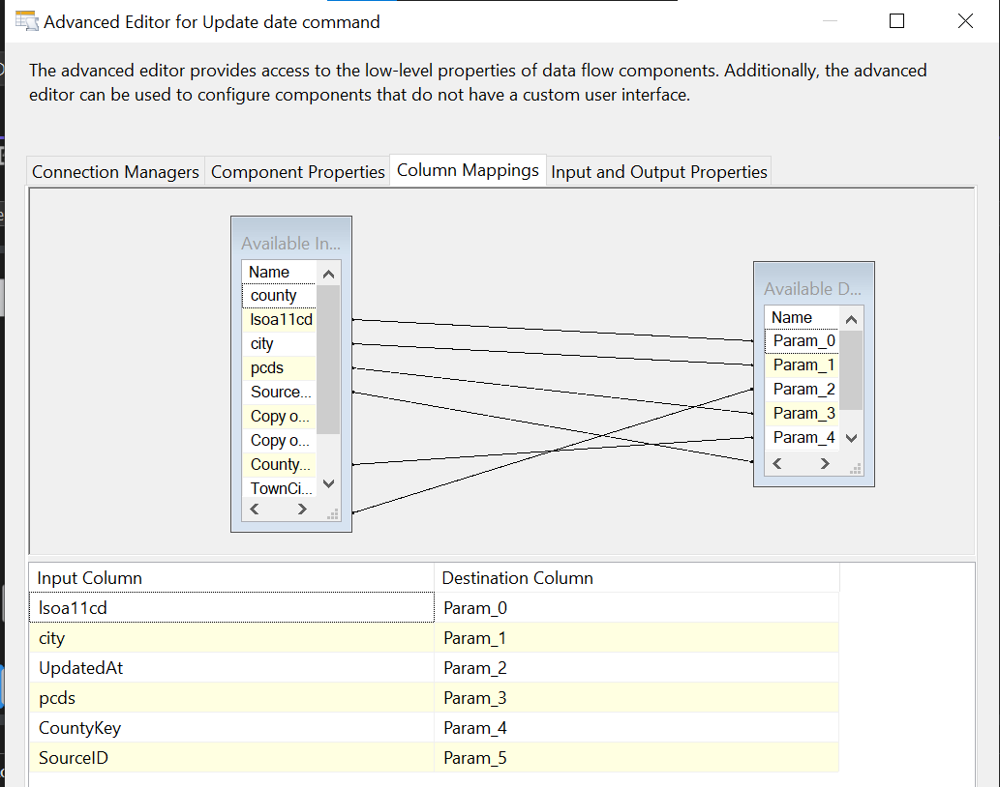 Advanced Editor for Update date command
The advanced editor provides access to the low-level properties of data flow components. Additionally, the advanced
editor can be used to configure components that do not have a custom user interface.
Connection Managers Component Properties Column Mappings Input and Output Properties
Available In...
Name
county
lsoa11cd
city
pcds
Source...
Copy o...
Copy o...
County...
TownCi...
Available D...
Name
Param_0
Param_1
Param_2
Param_3
Param_4
Input Column Destination Column
lsoa11cd Param_0
city Param_1
UpdatedAt Param_2
pcds Param_3
CountyKey Param_4
SourceID Param_5